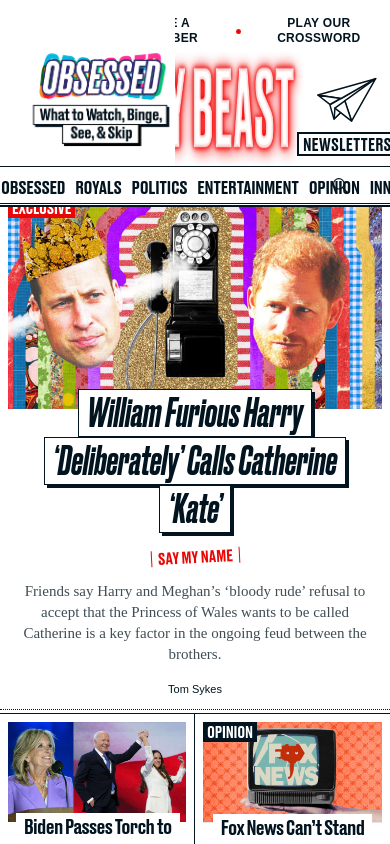 E A
BER
PLAY OUR
CROSSWORD
OBSESSED
What to Watch, Binge,
See, & Skip
Y BEAST
NEWSLETTERS
OBSESSED ROYALS POLITICS ENTERTAINMENT OPINION INN
EXCLUSIVE
William Furious Harry
‘Deliberately’ Calls Catherine
‘Kate’
SAY MY NAME
Friends say Harry and Meghan’s ‘bloody rude’ refusal to
accept that the Princess of Wales wants to be called
Catherine is a key factor in the ongoing feud between the
brothers.
Tom Sykes
OPINION
FOX
NEWS
Biden Passes Torch to
Fox News Can’t Stand